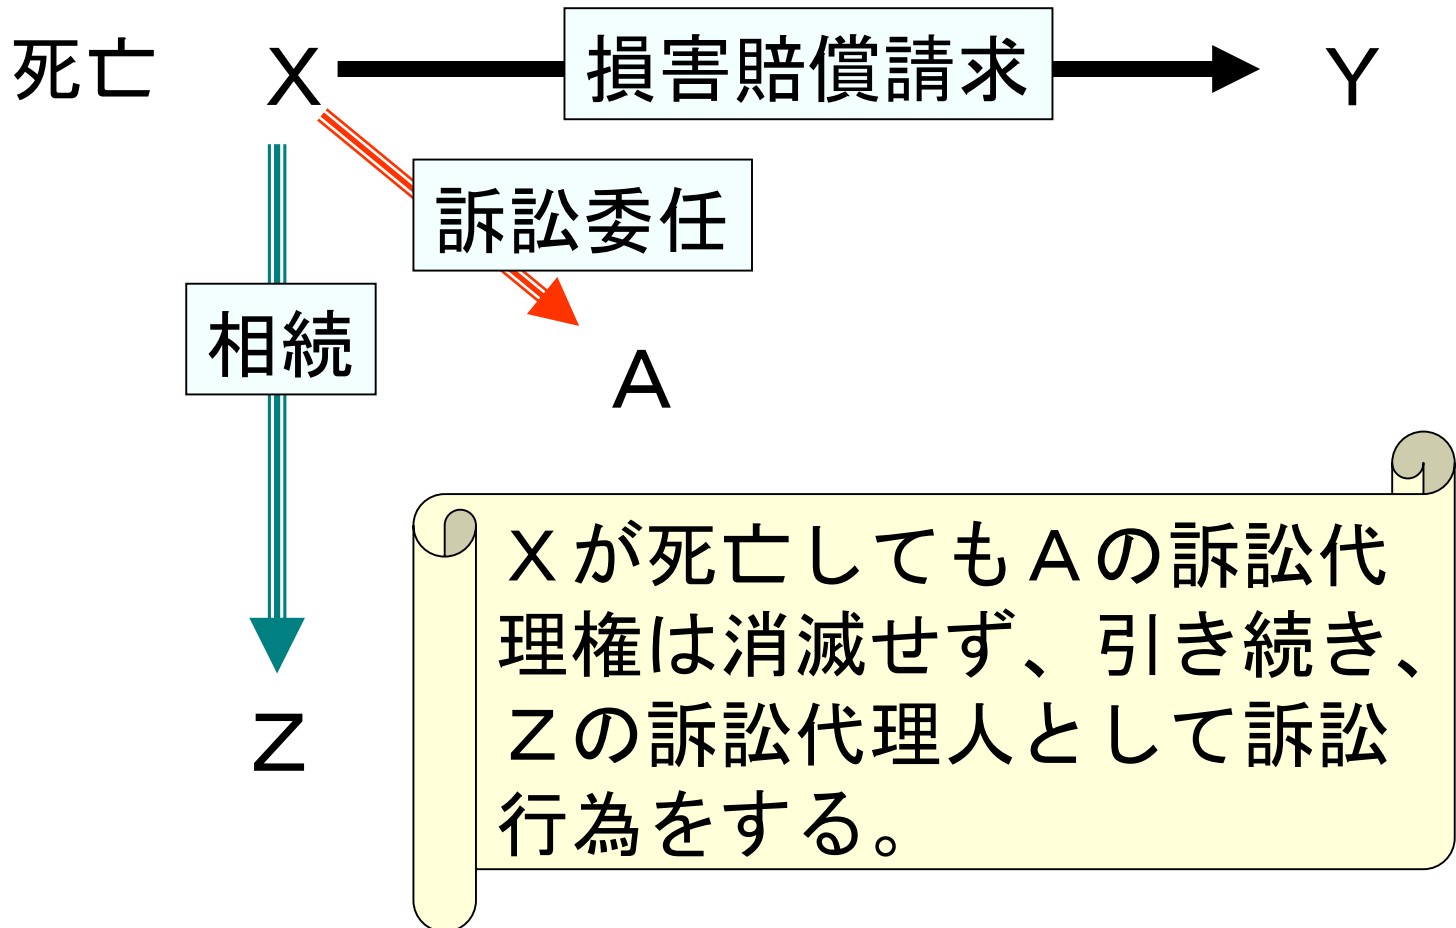 死亡 X 損害賠償請求 Y
訴訟委任
相続
A
Xが死亡してもAの訴訟代
理権は消滅せず、引き続き、
Zの訴訟代理人として訴訟
行為をする。
Z